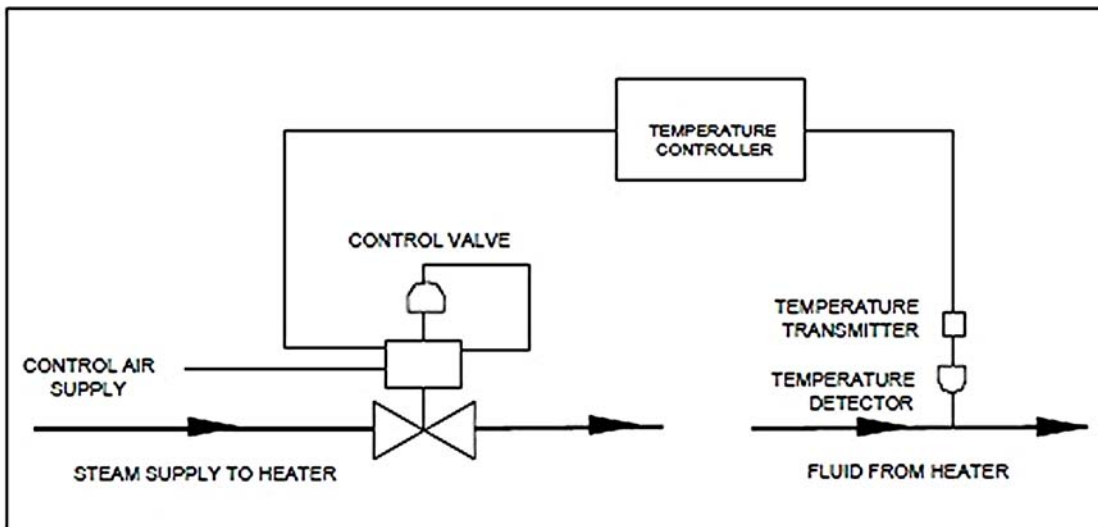 TEMPERATURE
CONTROLLER
CONTROL VALVE
TEMPERATURE
TRANSMITTER
CONTROL AIR
SUPPLY
TEMPERATURE
DETECTOR
STEAM SUPPLY TO HEATER
FLUID FROM HEATER